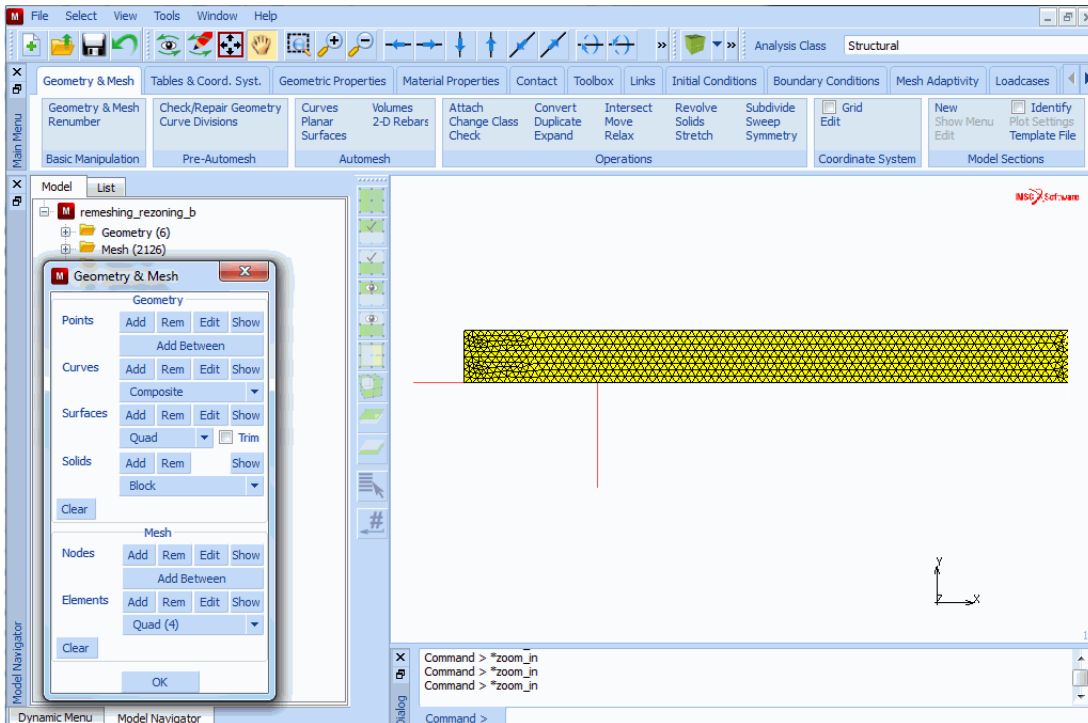 M File Select View Tools Window Help
» » Analysis Class Structural
Geometry & Mesh Tables & Coord. Syst. Geometric Properties Material Properties Contact Toolbox Links Initial Conditions Boundary Conditions Mesh Adaptivity Loadcases
Geometry & Mesh Check/Repair Geometry Curves Volumes Attach Convert Intersect Revolve Subdivide Grid New Identify
Renumber Curve Divisions Planar 2-D Rebars Change Class Duplicate Move Solids Sweep Edit Show Menu Plot Settings
Surfaces Check Expand Relax Stretch Symmetry Edit Template File
Basic Manipulation Pre-Automesh Automesh Operations Coordinate System Model Sections
Main Menu
Model List
M remeshing_rezoning_b
Geometry (6)
Mesh (2126)
M Geometry & Mesh X
Geometry
Points Add Rem Edit Show
Add Between
Curves Add Rem Edit Show
Composite
Surfaces Add Rem Edit Show
Quad Trim
Solids Add Rem Show
Block
Clear
Mesh
Nodes Add Rem Edit Show
Add Between
Elements Add Rem Edit Show
Quad (4)
Clear
OK
Model Navigator
Dynamic Menu Model Navigator
#
MSC Software
Y
Z X
1
Command > *zoom_in
Command > *zoom_in
Command > *zoom_in
Command >
Dialog